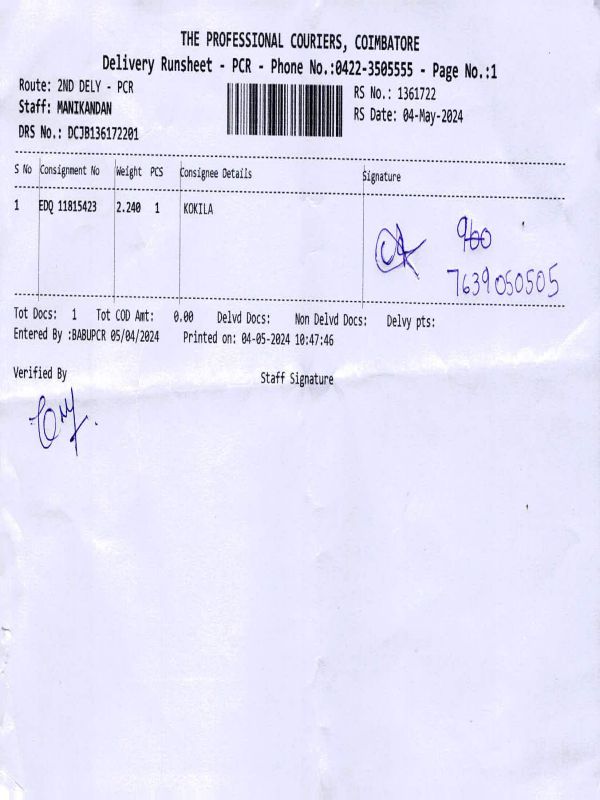 THE PROFESSIONAL COURIERS, COIMBATORE
Delivery Runsheet - PCR - Phone No.:0422-3505555 - Page No.:1
Route: 2ND DELY - PCR
RS No.: 1361722
Staff: MANIKANDAN
RS Date: 04-May-2024
DRS No.: DCJB136172201
S No Consignment No Weight PCS Consignee Details Signature
1 EDQ 11815423 2.240 1 KOKILA
960
7639050505
Tot Docs: 1 Tot COD Amt: 0.00 Delvd Docs: Non Delvd Docs: Delvy pts:
Entered By :BABUPCR 05/04/2024 Printed on: 04-05-2024 10:47:46
Verified By
Staff Signature